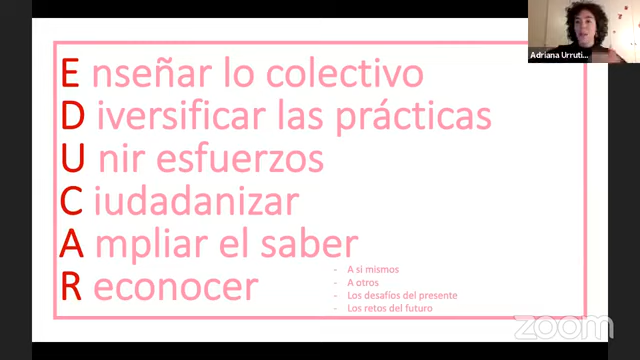 E nseñar lo colectivo
D iversificar las prácticas
U nir esfuerzos
C iudadanizar
A mpliar el saber
R econocer
- A si mismos
- A otros
- Los desafíos del presente
- Los retos del futuro
Adriana Urruti...
zoom